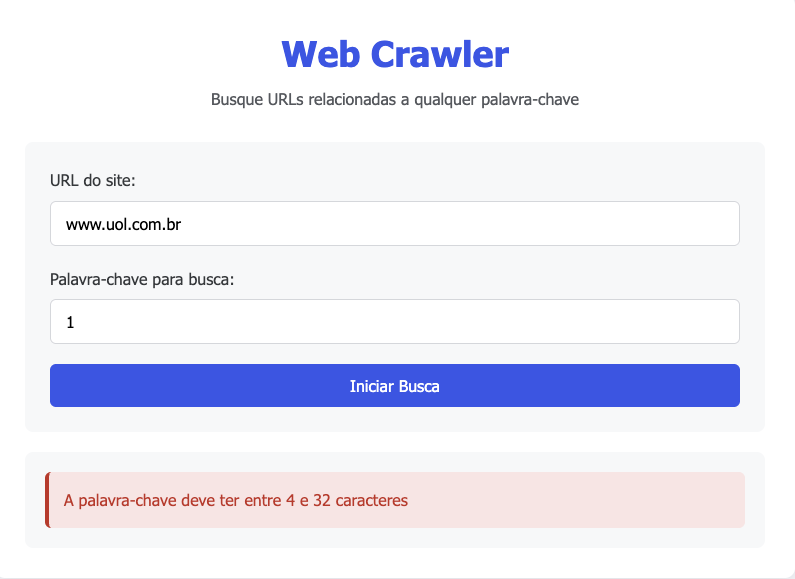 Web Crawler
Busque URLs relacionadas a qualquer palavra-chave
URL do site:
www.uol.com.br
Palavra-chave para busca:
1
Iniciar Busca
A palavra-chave deve ter entre 4 e 32 caracteres